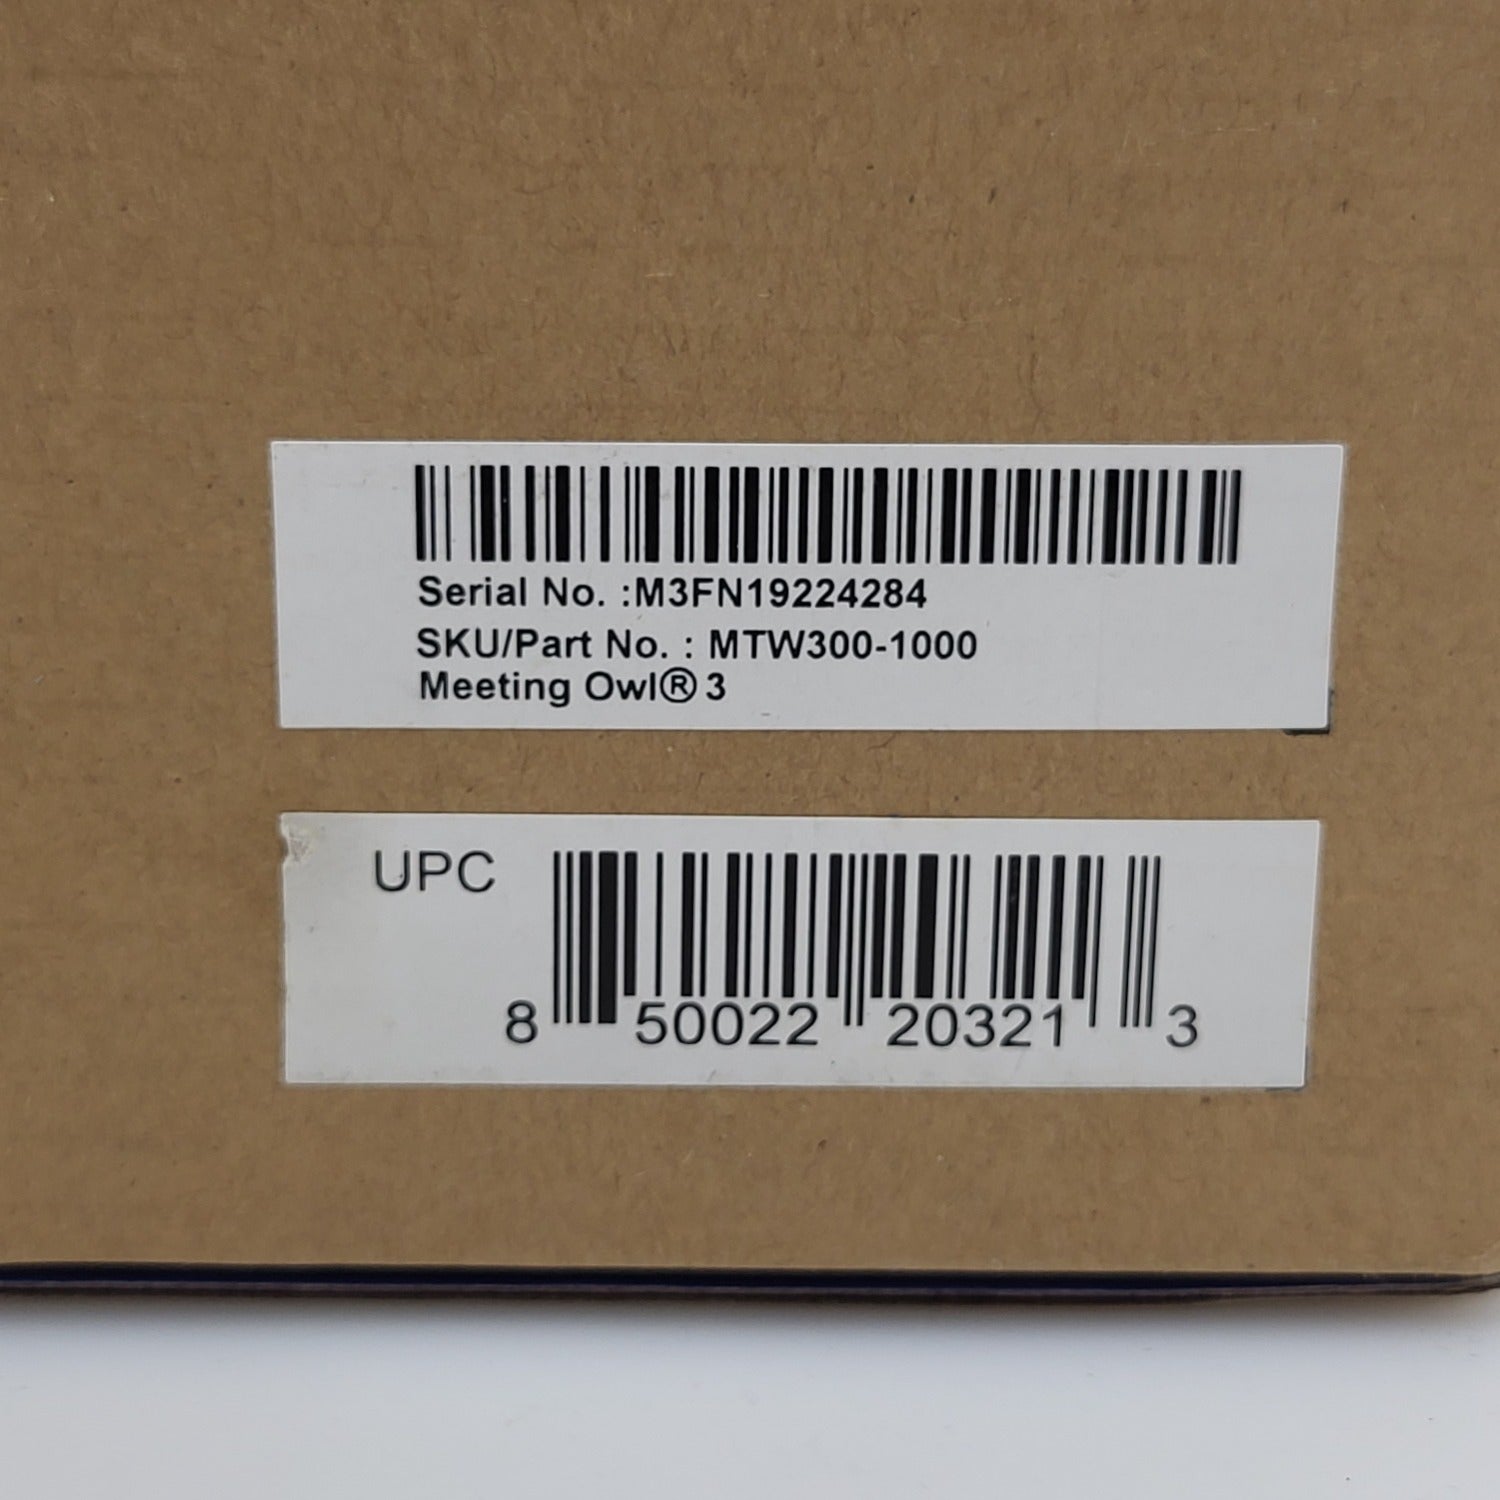 Serial No. :M3FN19224284
SKU/Part No. : MTW300-1000
Meeting Owl® 3
UPC
8 50022 20321 3